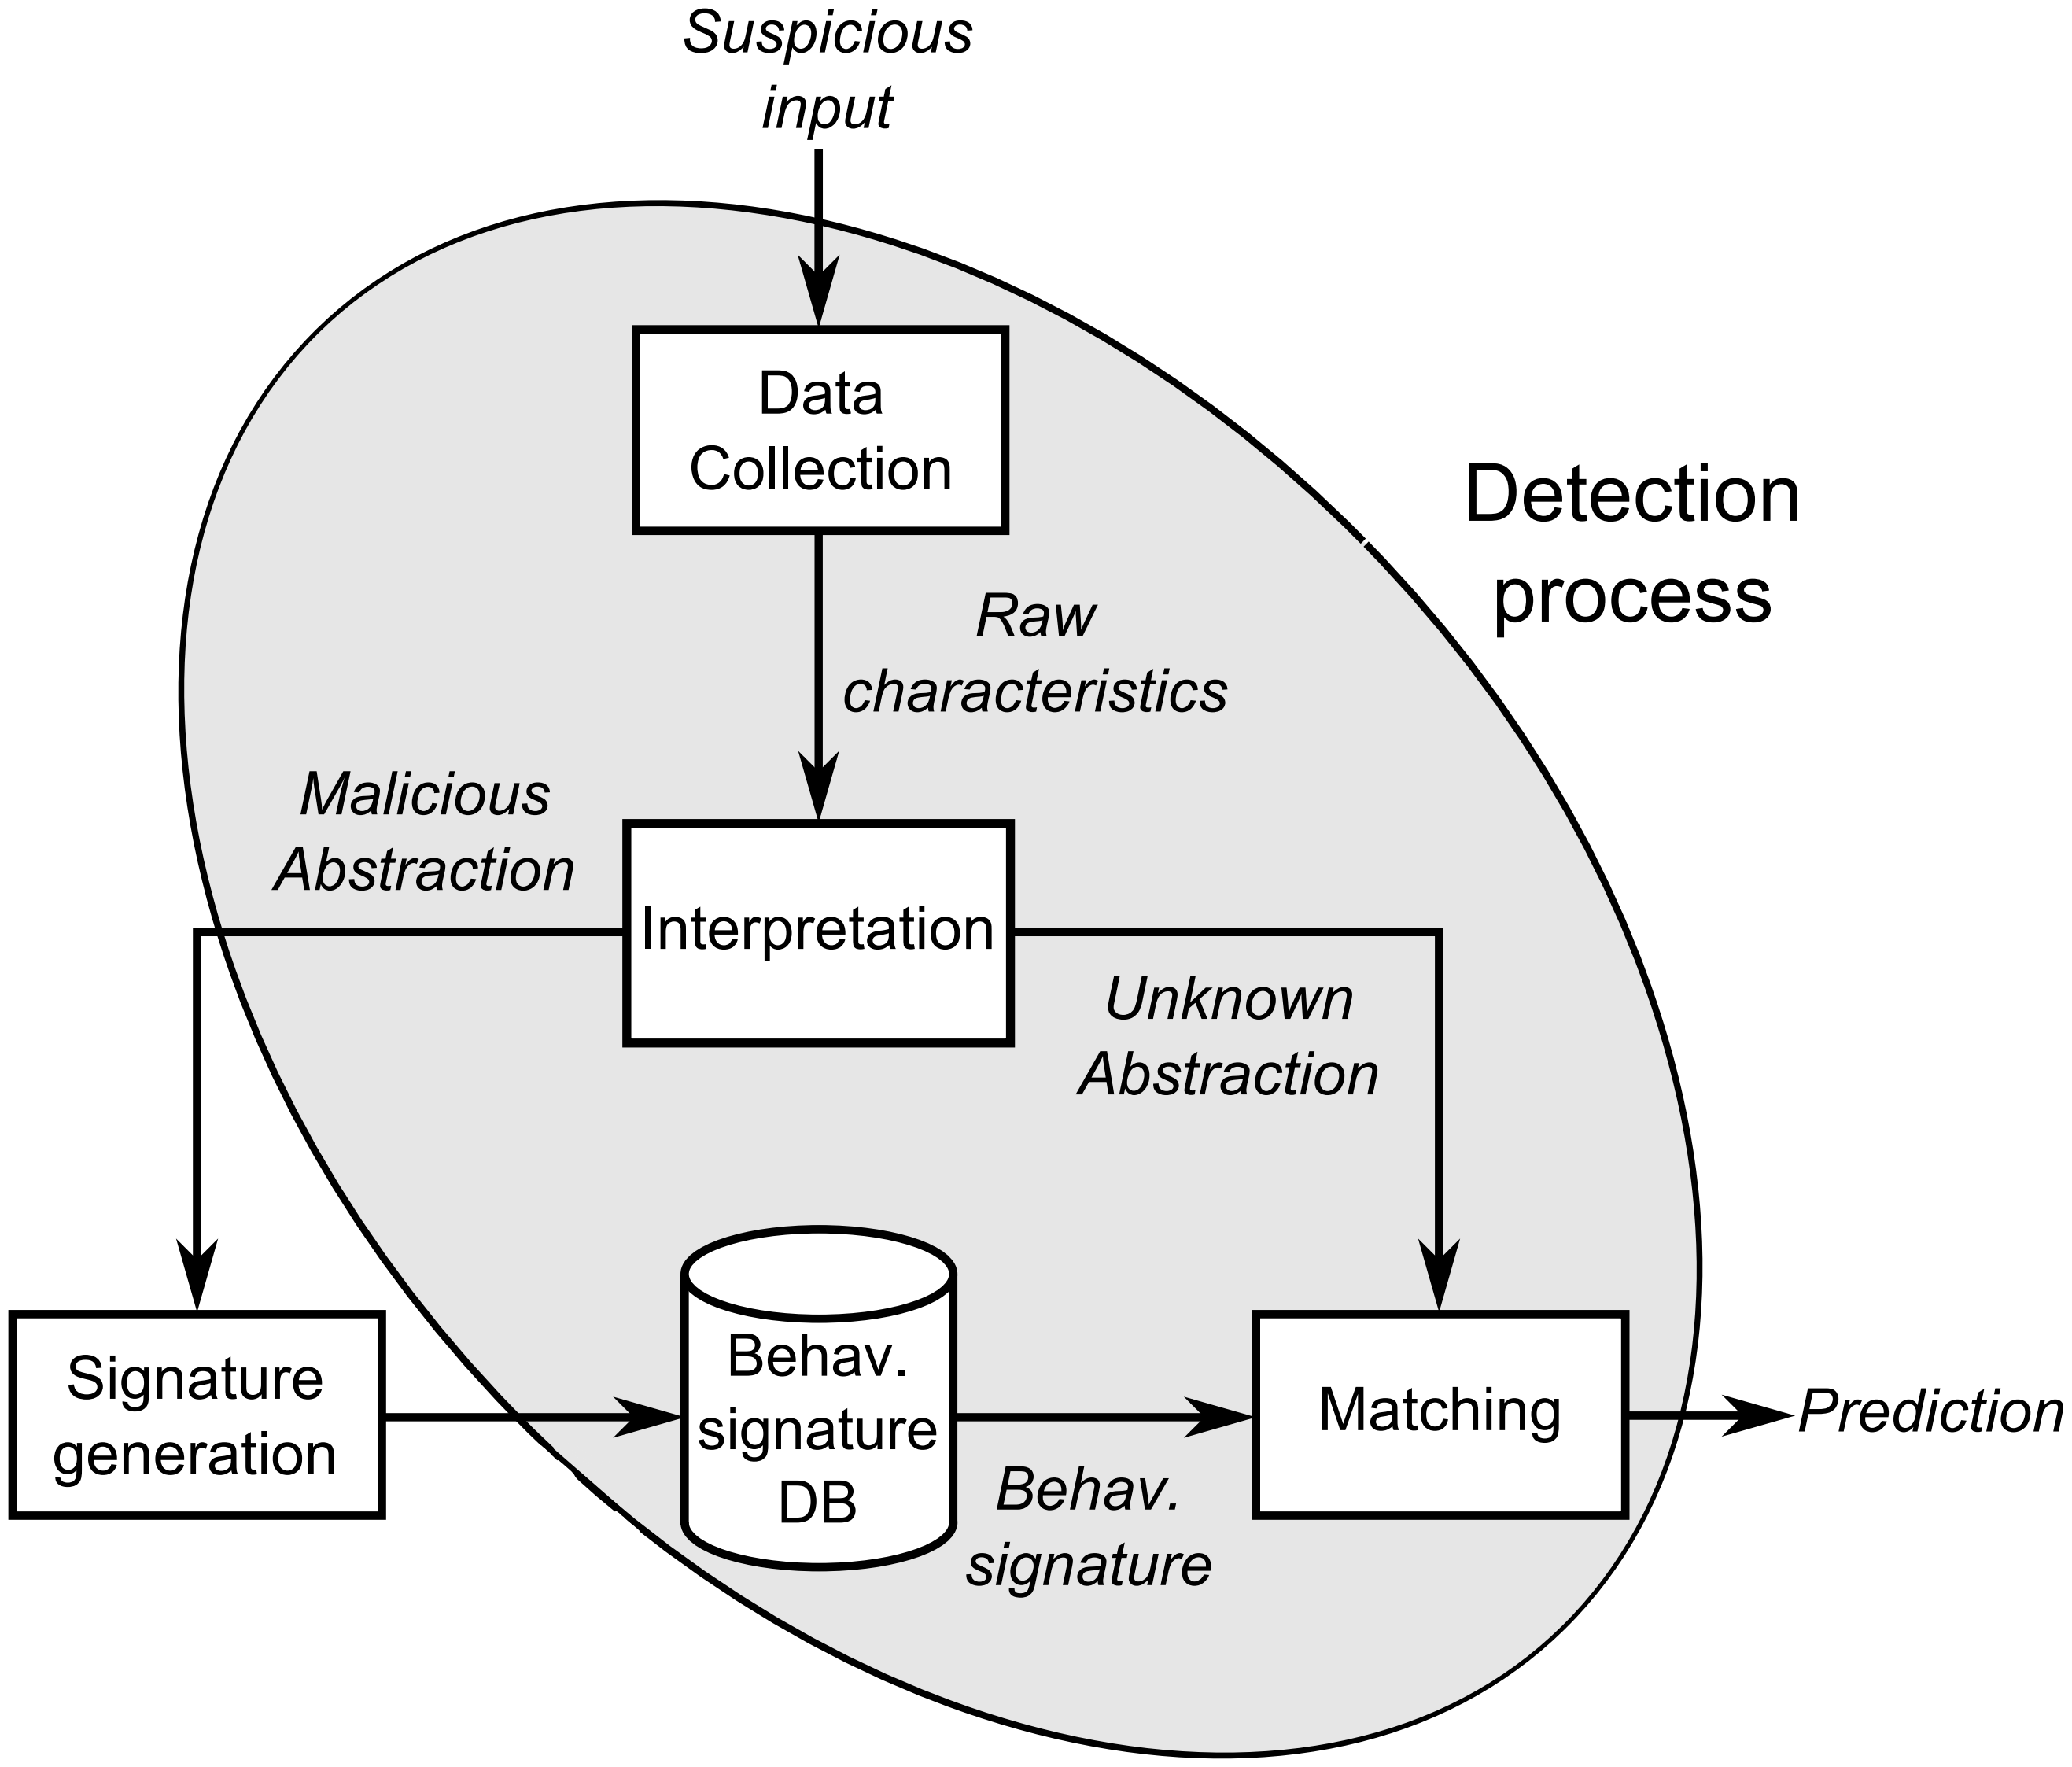 Suspicious
input
Data
Collection
Detection
process
Raw
characteristics
Malicious
Abstraction
Interpretation
Unknown
Abstraction
Signature
generation
Behav.
signature
DB
Behav.
signature
Matching
Prediction